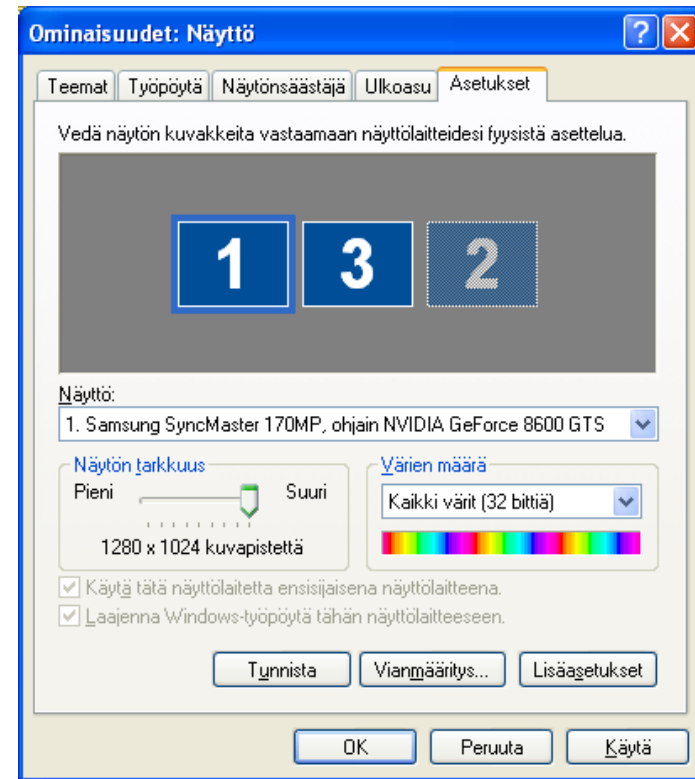 Ominaisuudet: Näyttö
Teemat Työpöytä Näytönsäästäjä Ulkoasu Asetukset
Vedä näytön kuvakkeita vastaamaan näyttölaitteidesi fyysistä asettelua.
1 3 2
Näyttö:
1. Samsung SyncMaster 170MP, ohjain NVIDIA GeForce 8600 GTS
Näytön tarkkuus
Pieni Suuri
1280 x 1024 kuvapistettä
Värien määrä
Kaikki värit (32 bittiä)
Käytä tätä näyttölaitetta ensisijaisena näyttölaitteena.
Laajenna Windows-työpöytä tähän näyttölaitteeseen.
Tunnista Vianmääritys... Lisäasetukset
OK Peruuta Käytä